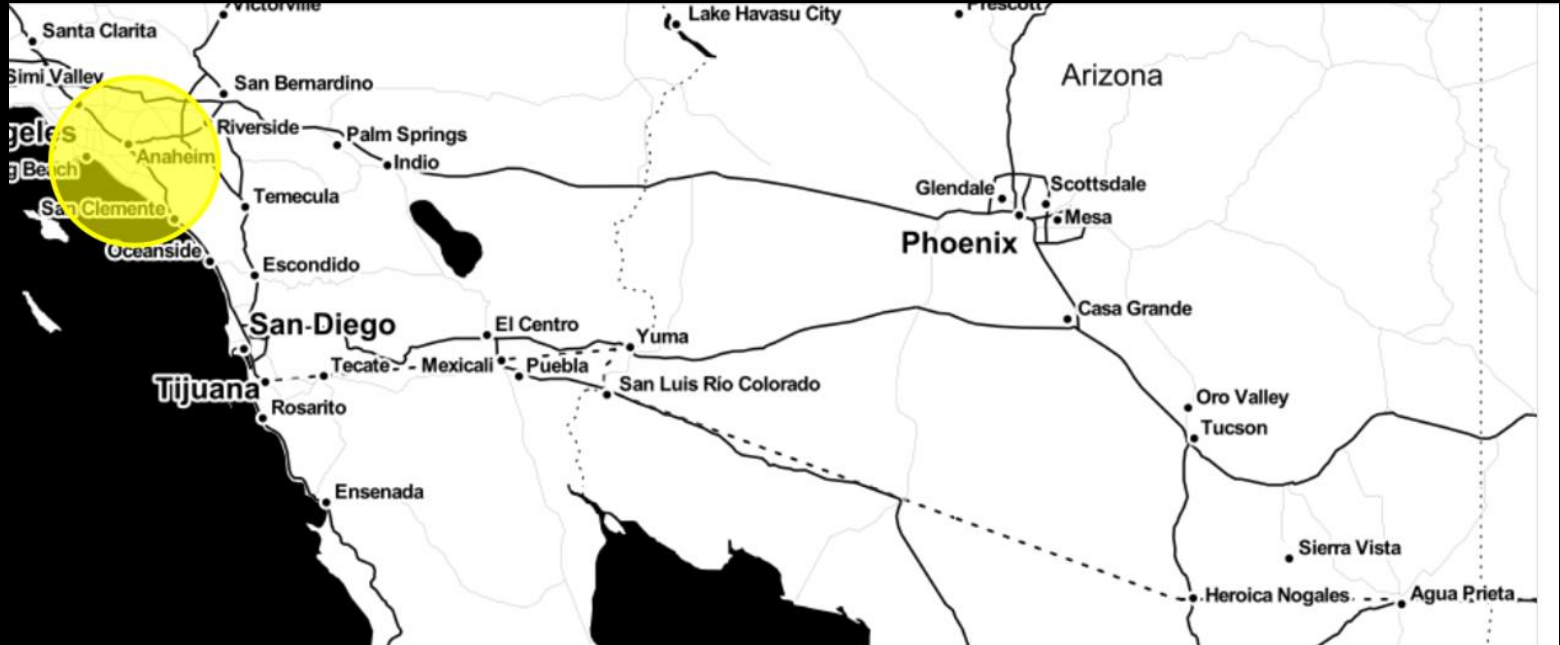 Victorville
Lake Havasu City
Prescott
Santa Clarita
Arizona
Simi Valley
San Bernardino
geles
Riverside
Palm Springs
Anaheim
Indio
g Beach
Glendale
Scottsdale
Temecula
San Clemente
Mesa
Phoenix
Oceanside
Escondido
Casa Grande
San Diego
El Centro
Yuma
Tecate
Mexicali
Puebla
San Luis Río Colorado
Tijuana
Rosarito
Oro Valley
Tucson
Ensenada
Sierra Vista
Heroica Nogales
Agua Prieta